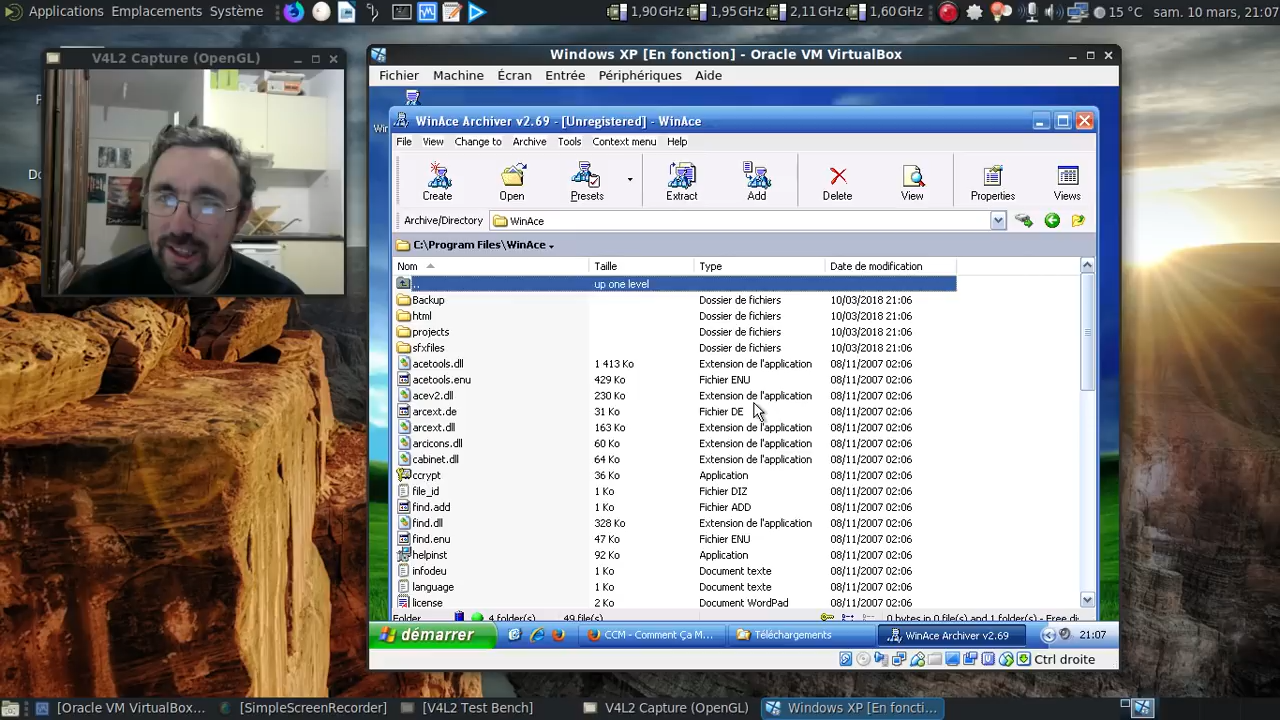 Applications Emplacements Système 1,90 GHz 1,95 GHz 2,11 GHz 1,60 GHz 15 °C sam. 10 mars, 21:07
V4L2 Capture (OpenGL)
Windows XP [En fonction] - Oracle VM VirtualBox
Fichier Machine Écran Entrée Périphériques Aide
WinAce Archiver v2.69 - [Unregistered] - WinAce
File View Change to Archive Tools Context menu Help
Create Open Presets Extract Add Delete View Properties Views
Archive/Directory WinAce
C:\Program Files\WinAce
Nom Taille Type Date de modification
.. up one level
Backup Dossier de fichiers 10/03/2018 21:06
html Dossier de fichiers 10/03/2018 21:06
projects Dossier de fichiers 10/03/2018 21:06
sfxfiles Dossier de fichiers 10/03/2018 21:06
acetools.dll 1 413 Ko Extension de l'application 08/11/2007 02:06
acetools.enu 429 Ko Fichier ENU 08/11/2007 02:06
acev2.dll 230 Ko Extension de l'application 08/11/2007 02:06
arcext.de 31 Ko Fichier DE 08/11/2007 02:06
arcext.dll 163 Ko Extension de l'application 08/11/2007 02:06
arcicons.dll 60 Ko Extension de l'application 08/11/2007 02:06
cabinet.dll 64 Ko Extension de l'application 08/11/2007 02:06
ccrypt 36 Ko Application 08/11/2007 02:06
file_id 1 Ko Fichier DIZ 08/11/2007 02:06
find.add 1 Ko Fichier ADD 08/11/2007 02:06
find.dll 328 Ko Extension de l'application 08/11/2007 02:06
find.enu 47 Ko Fichier ENU 08/11/2007 02:06
helpinst 92 Ko Application 08/11/2007 02:06
infodeu 1 Ko Document texte 08/11/2007 02:06
language 1 Ko Document texte 08/11/2007 02:06
license 2 Ko Document WordPad 08/11/2007 02:06
Folder 4 folder(s) 49 file(s) 0 bytes in 0 file(s) and 1 folder(s) - Free di
démarrer CCM - Comment Ça M... Téléchargements WinAce Archiver v2.69 21:07
Ctrl droite
[Oracle VM VirtualBox... [SimpleScreenRecorder] [V4L2 Test Bench] V4L2 Capture (OpenGL) Windows XP [En foncti...